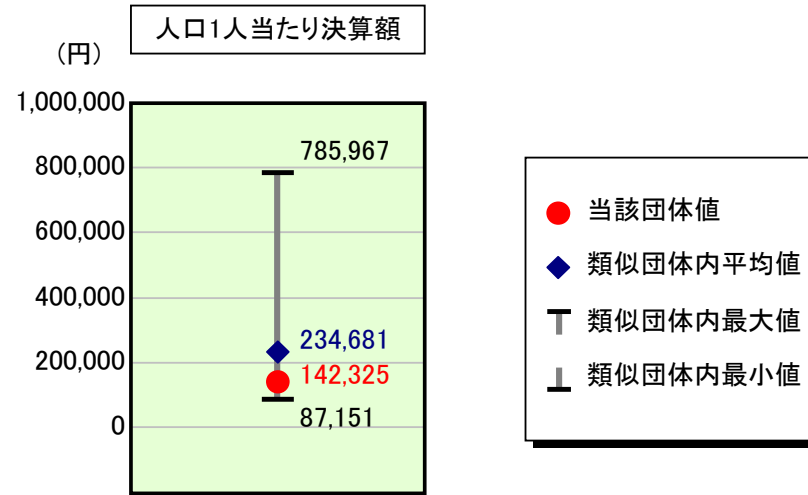 人口1人当たり決算額
(円)
1,000,000
800,000
600,000
400,000
200,000
0
785,967
234,681
142,325
87,151
当該団体値
類似団体内平均値
類似団体内最大値
類似団体内最小値